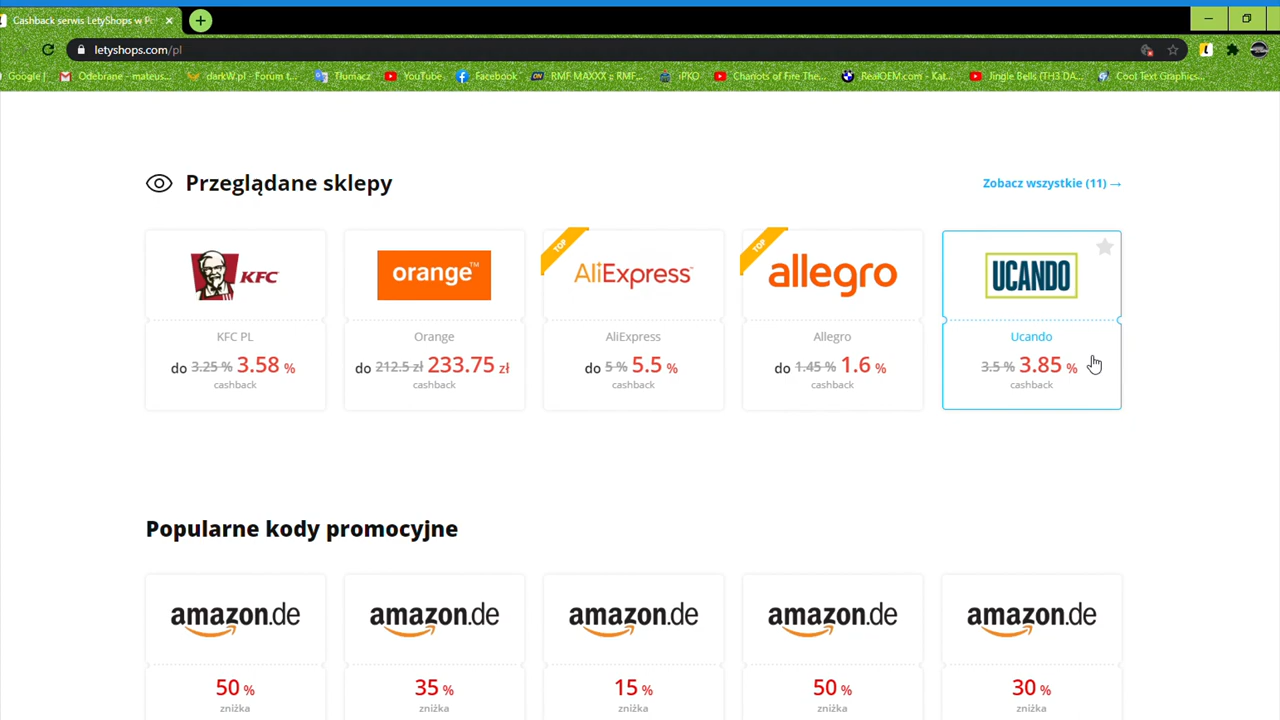 Cashback serwis LetyShops w Po
letyshops.com/pl
Google | Odebrane - mateus... darkW.pl - Forum t... Tłumacz YouTube Facebook RMF MAXXX » RMF... iPKO Chariots of Fire The... RealOEM.com - Kat... Jingle Bells (TH3 DA... Cool Text Graphics...
Przeglądane sklepy
Zobacz wszystkie (11) →
KFC
orange™
TOP
AliExpress
TOP
allegro
UCANDO
KFC PL
Orange
AliExpress
Allegro
Ucando
do 3.25 % 3.58 %
do 212.5 zł 233.75 zł
do 5 % 5.5 %
do 1.45 % 1.6 %
3.5 % 3.85 %
cashback
cashback
cashback
cashback
cashback
Popularne kody promocyjne
amazon.de
amazon.de
amazon.de
amazon.de
amazon.de
50 %
35 %
15 %
50 %
30 %
zniżka
zniżka
zniżka
zniżka
zniżka